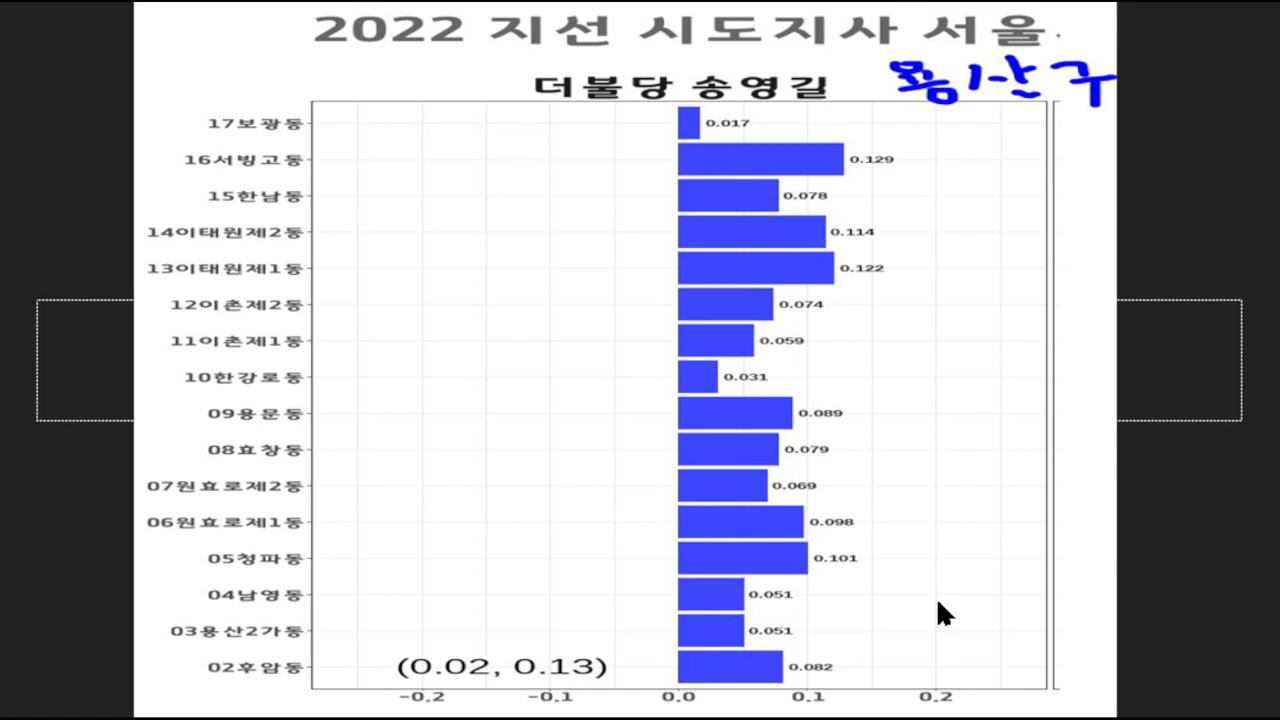 2022 지선 시도지사 서울
더불당 송영길 용산구
17보광동 0.017
16서빙고동 0.129
15한남동 0.078
14이태원제2동 0.114
13이태원제1동 0.122
12이촌제2동 0.074
11이촌제1동 0.059
10한강로동 0.031
09용문동 0.089
08효창동 0.079
07원효로제2동 0.069
06원효로제1동 0.098
05청파동 0.101
04남영동 0.051
03용산2가동 0.051
02후암동 (0.02, 0.13) 0.082
-0.2 -0.1 0.0 0.1 0.2